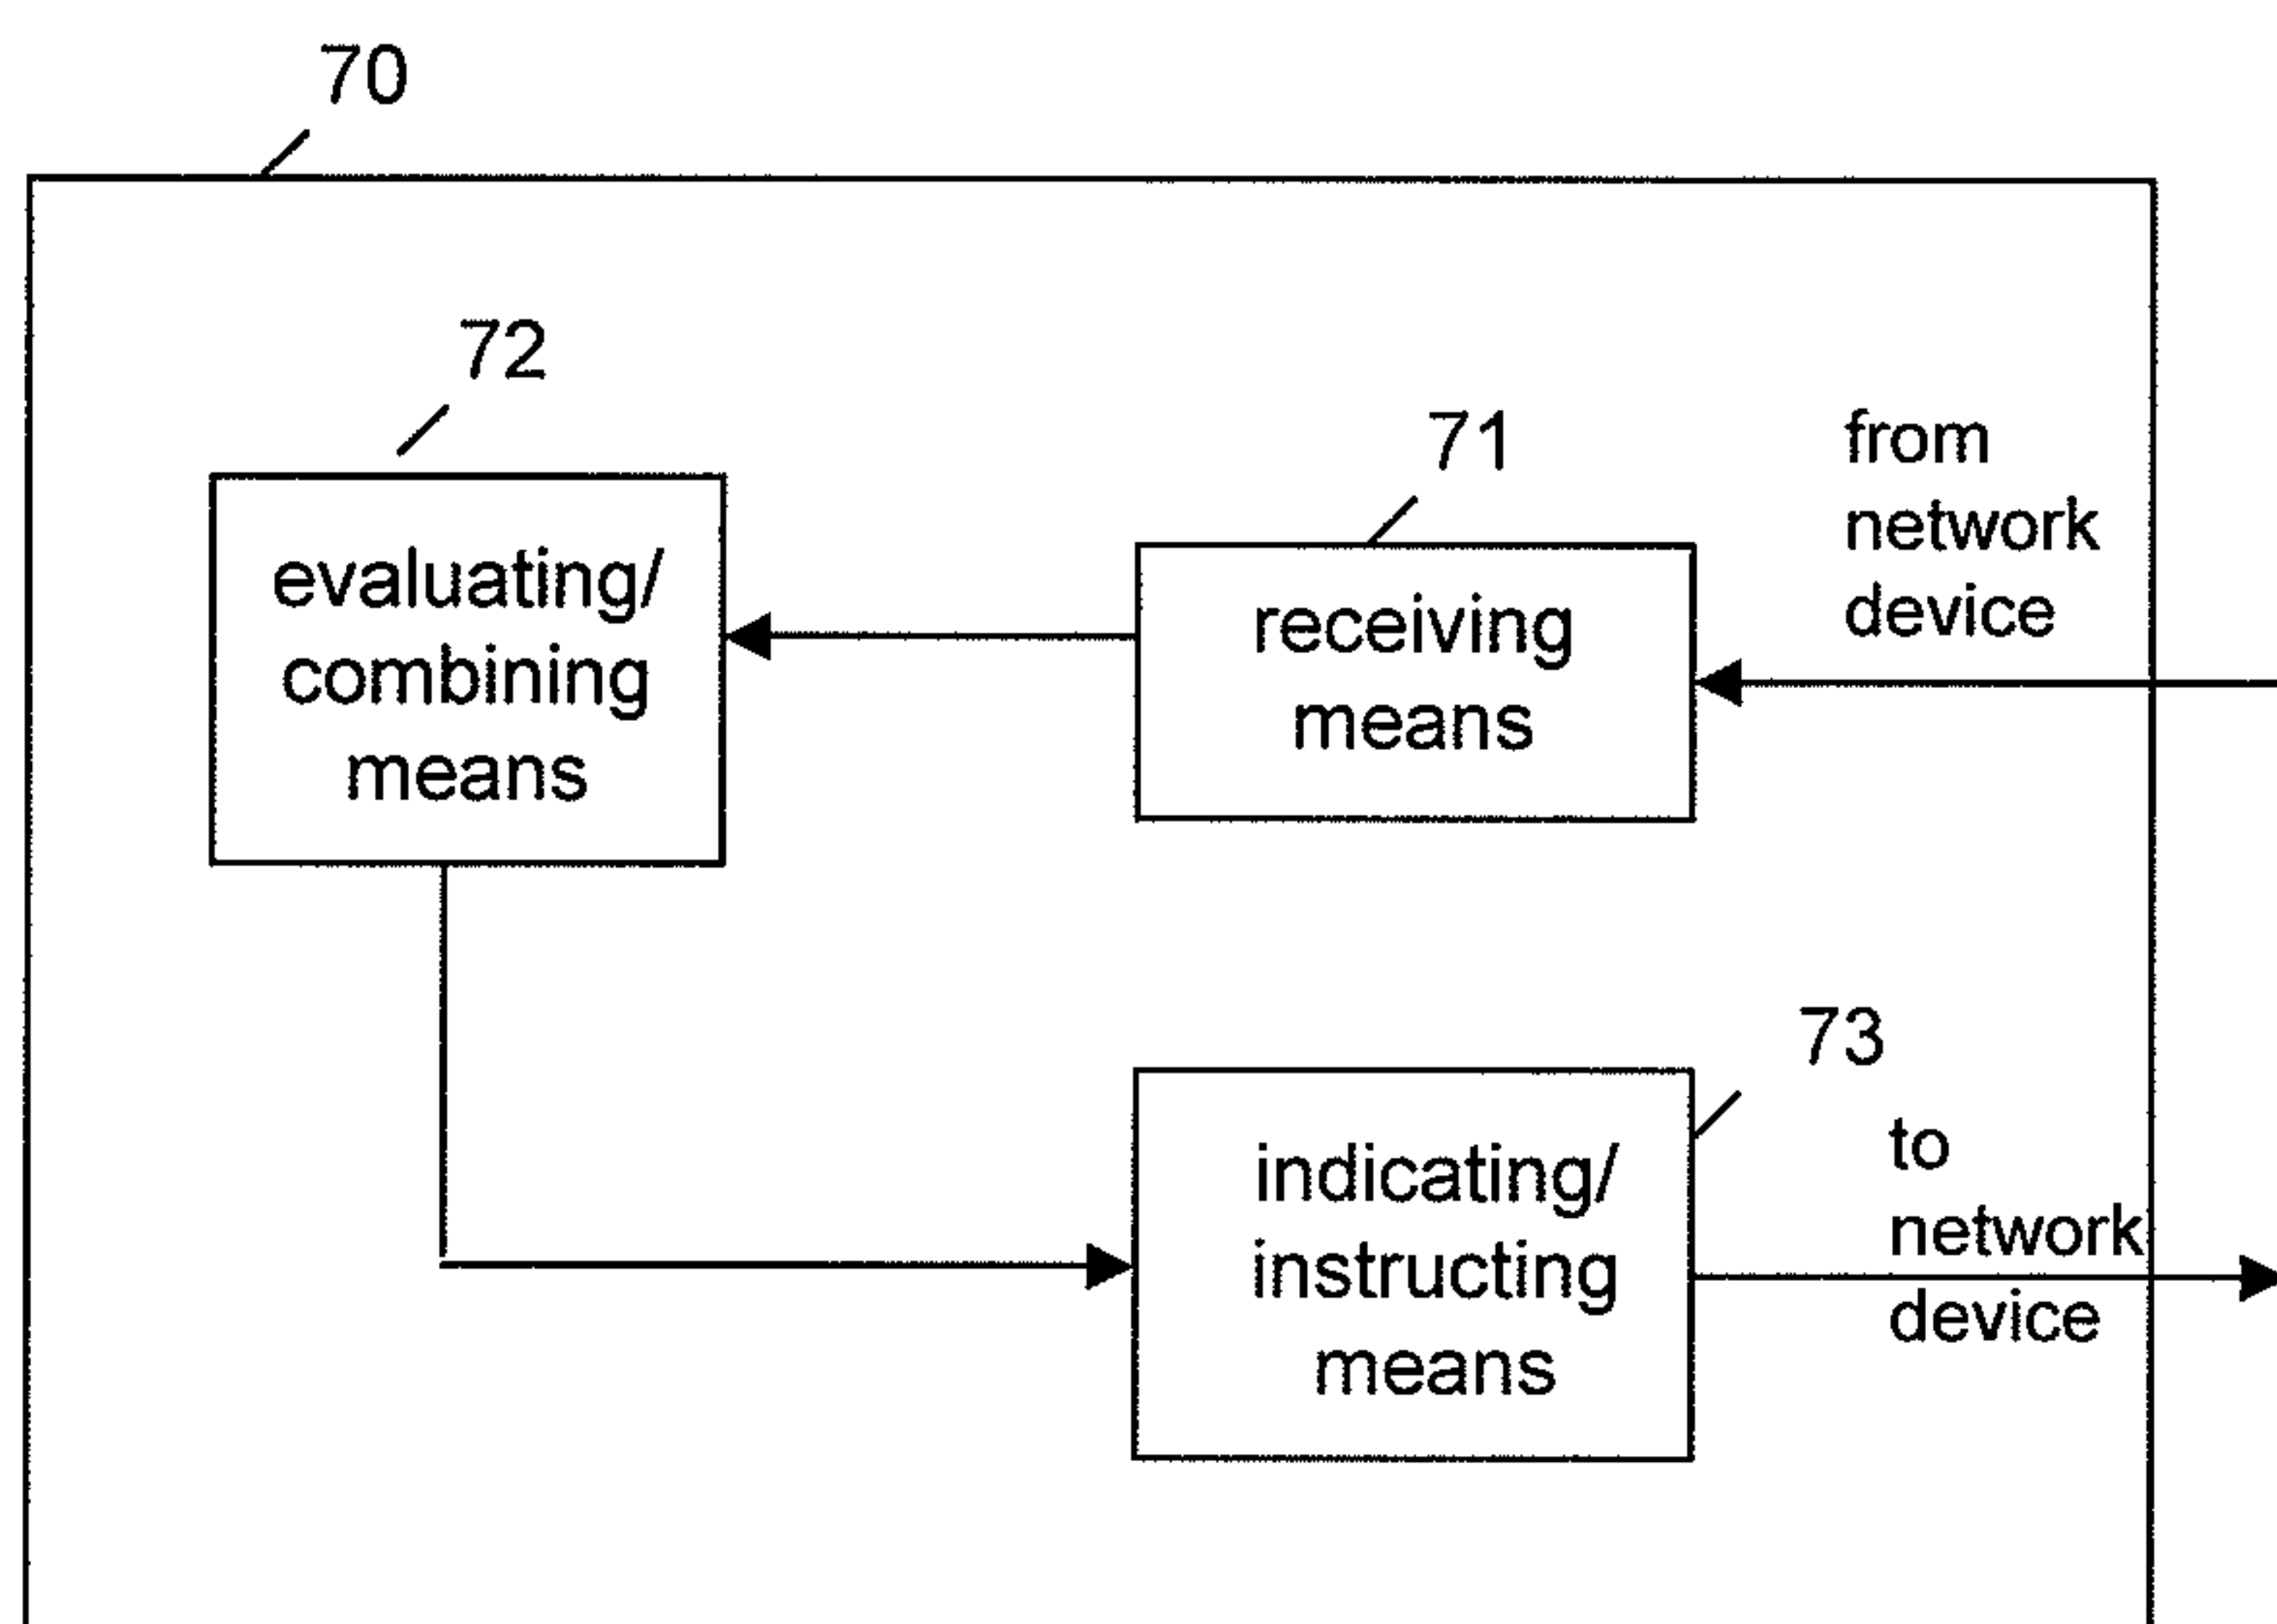 70
72
evaluating/
combining
means
71
receiving
means
from
network
device
73
indicating/
instructing
means
to
network
device